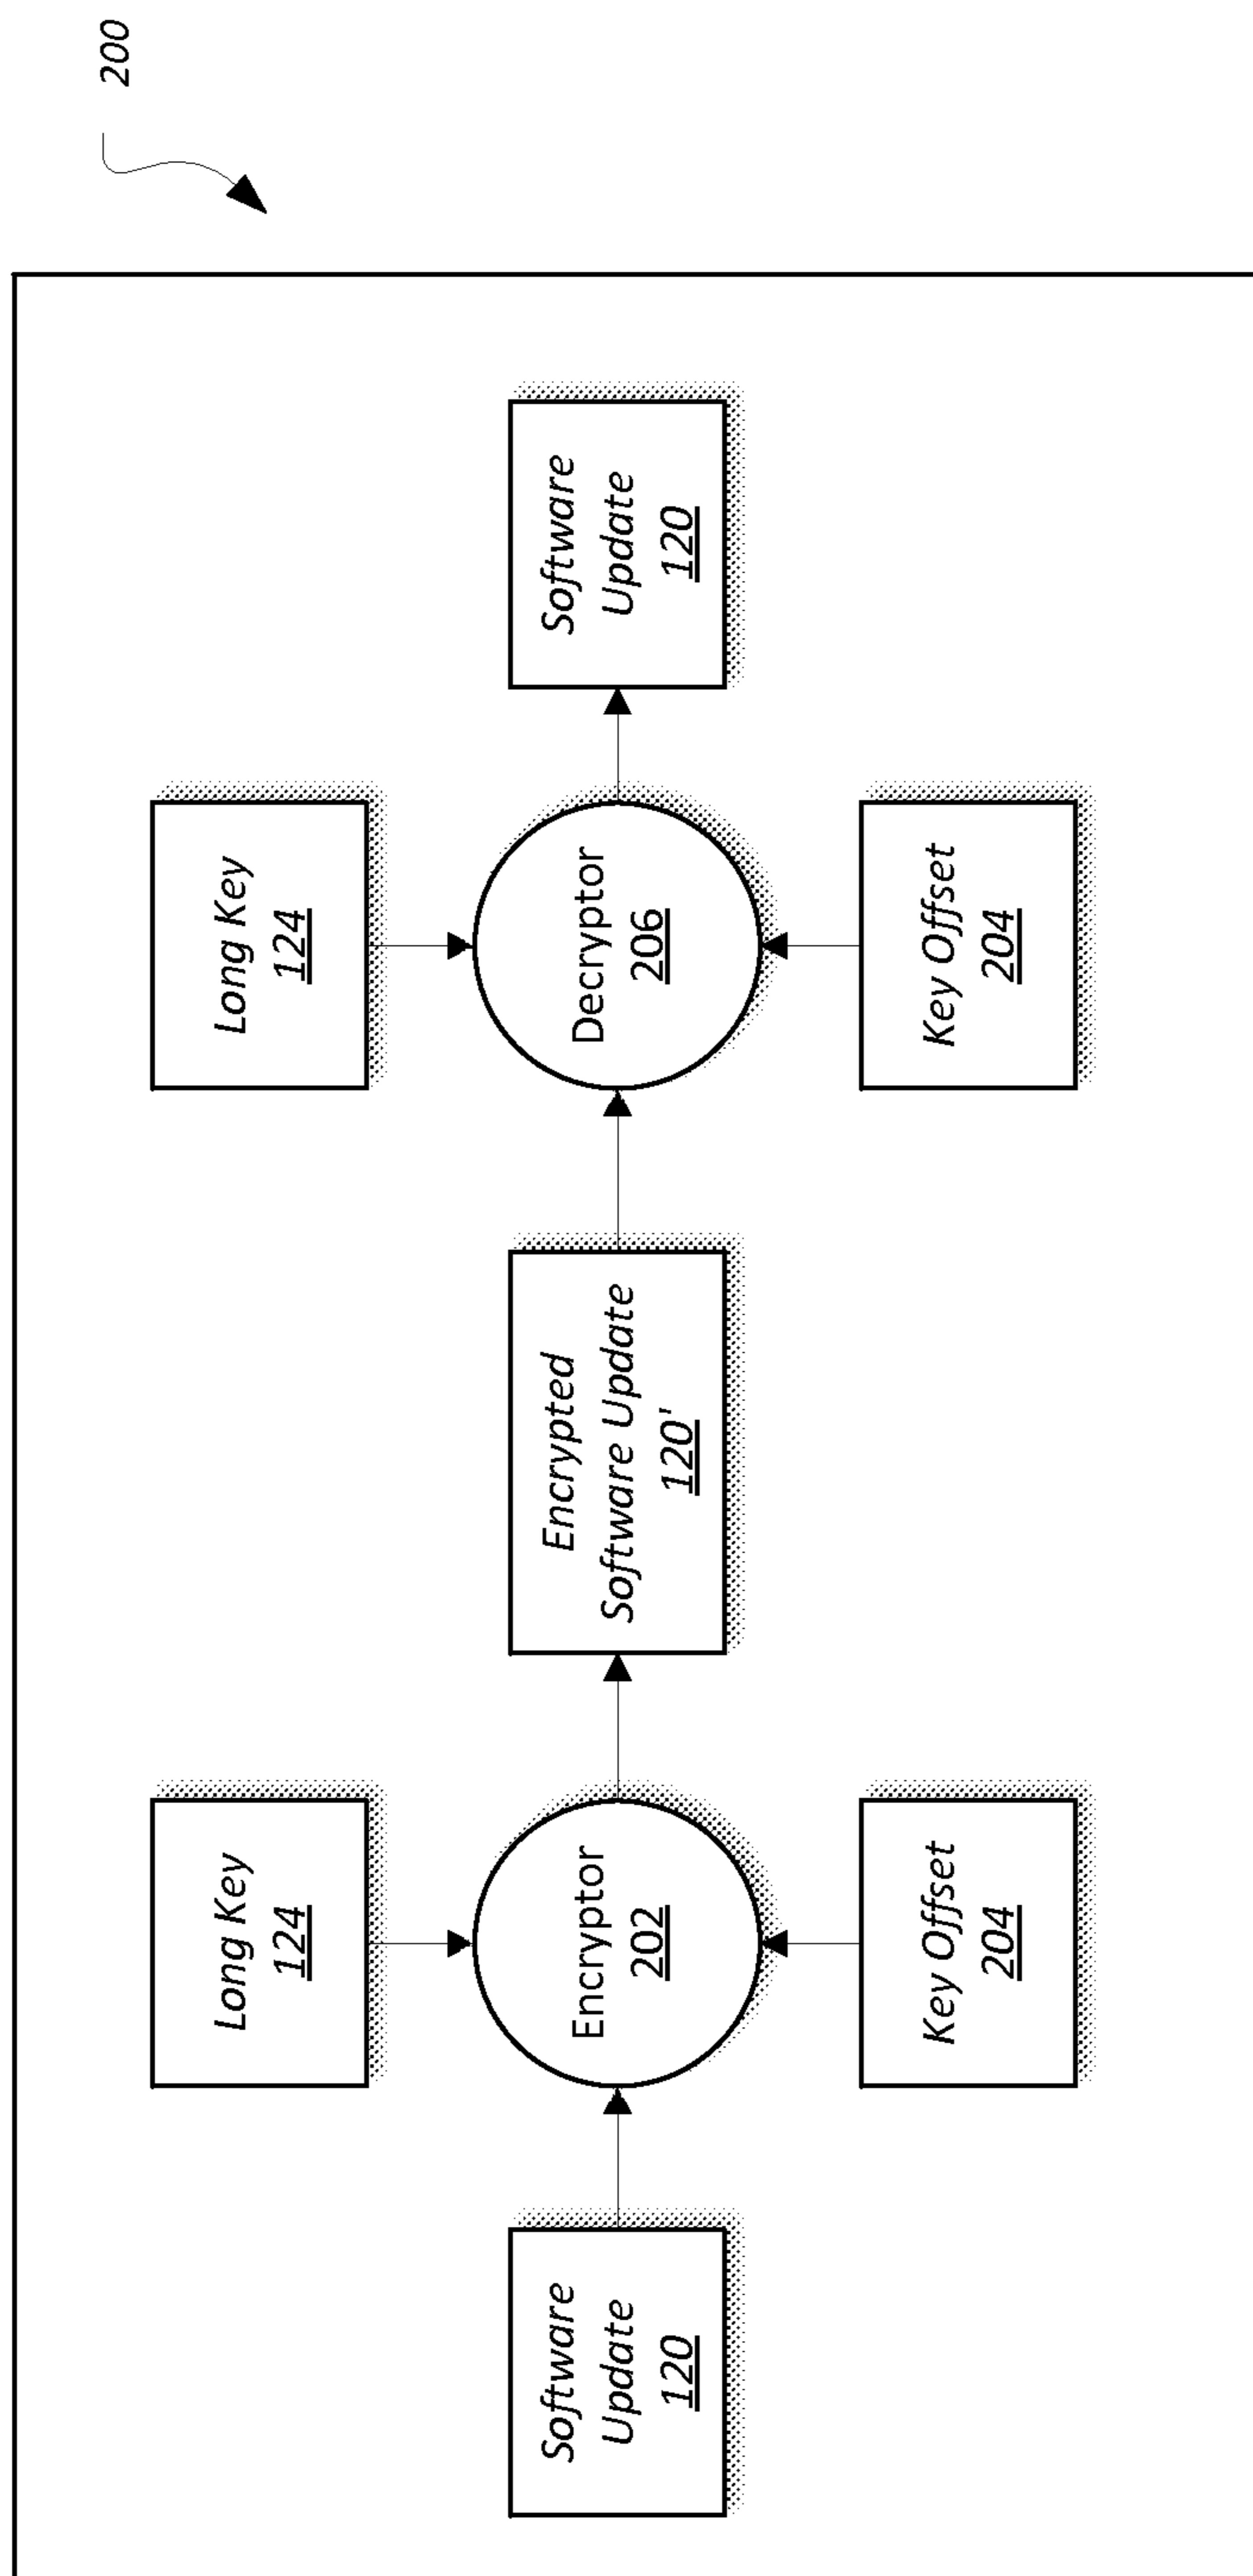 200
Long Key
124
Long Key
124
Software
Update
120
Encryptor
202
Encrypted
Software Update
120'
Decryptor
206
Software
Update
120
Key Offset
204
Key Offset
204